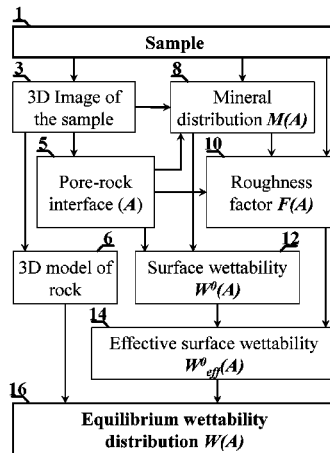 1
Sample
3
3D Image of
the sample
8
Mineral
distribution M(A)
5
Pore-rock
interface (A)
10
Roughness
factor F(A)
6
3D model of
rock
12
Surface wettability
W⁰(A)
14
Effective surface wettability
W⁰eff(A)
16
Equilibrium wettability
distribution W(A)